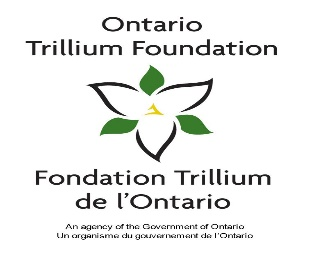 Ontario
Trillium Foundation
Fondation Trillium
de l'Ontario
An agency of the Government of Ontario
Un organisme du gouvernement de l'Ontario